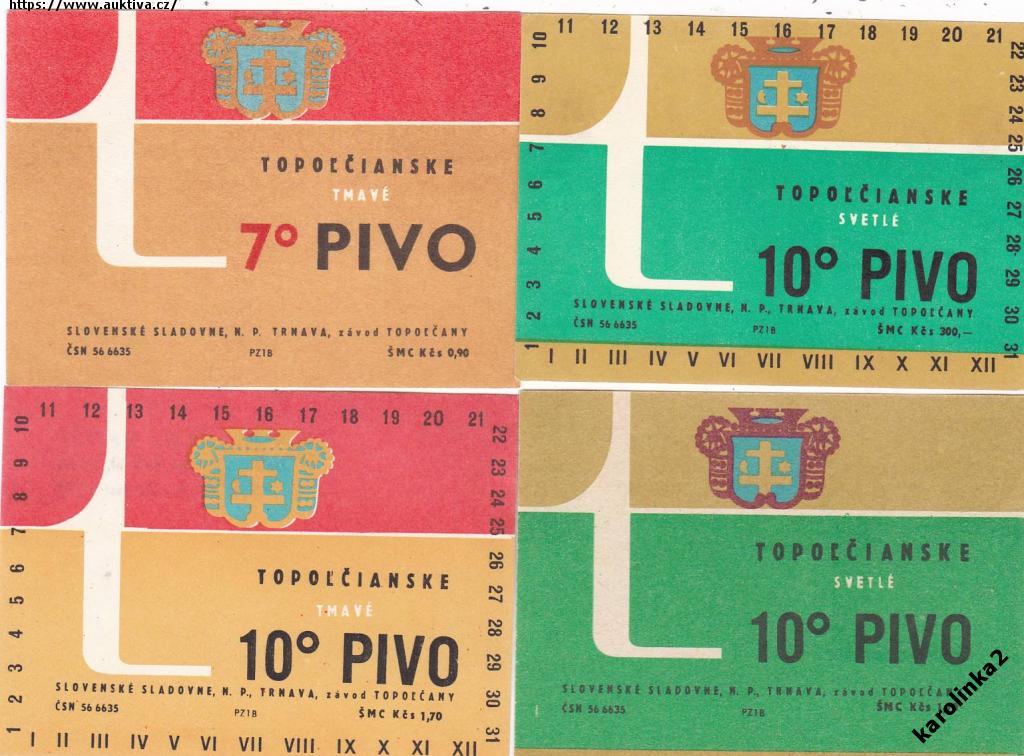 https://www.auktiva.cz/
TOPOĽČIANSKE
TMAVÉ
7° PIVO
SLOVENSKÉ SLADOVNE, N. P. TRNAVA, závod TOPOĽČANY
ČSN 56 6635 PZ1B ŠMC Kčs 0,90
11 12 13 14 15 16 17 18 19 20 21
10 9 8 7 6 5 4 3 2 1
22 23 24 25 26 27 28 29 30 31
TOPOĽČIANSKE
SVETLÉ
10° PIVO
SLOVENSKÉ SLADOVNE, N. P., TRNAVA, závod TOPOĽČANY
ČSN 56 6635 PZ1B ŠMC Kčs 300,—
I II III IV V VI VII VIII IX X XI XII
11 12 13 14 15 16 17 18 19 20 21
10 9 8 7 6 5 4 3 2 1
22 23 24 25 26 27 28 29 30 31
TOPOĽČIANSKE
TMAVÉ
10° PIVO
SLOVENSKÉ SLADOVNE, N. P., TRNAVA, závod TOPOĽČANY
ČSN 56 6635 PZ1B ŠMC Kčs 1,70
I II III IV V VI VII VIII IX X XI XII
TOPOĽČIANSKE
SVETLÉ
10° PIVO
SLOVENSKÉ SLADOVNE, N. P., TRNAVA, závod
ČSN 56 6635 PZ1B ŠMC Kčs
karolinka2